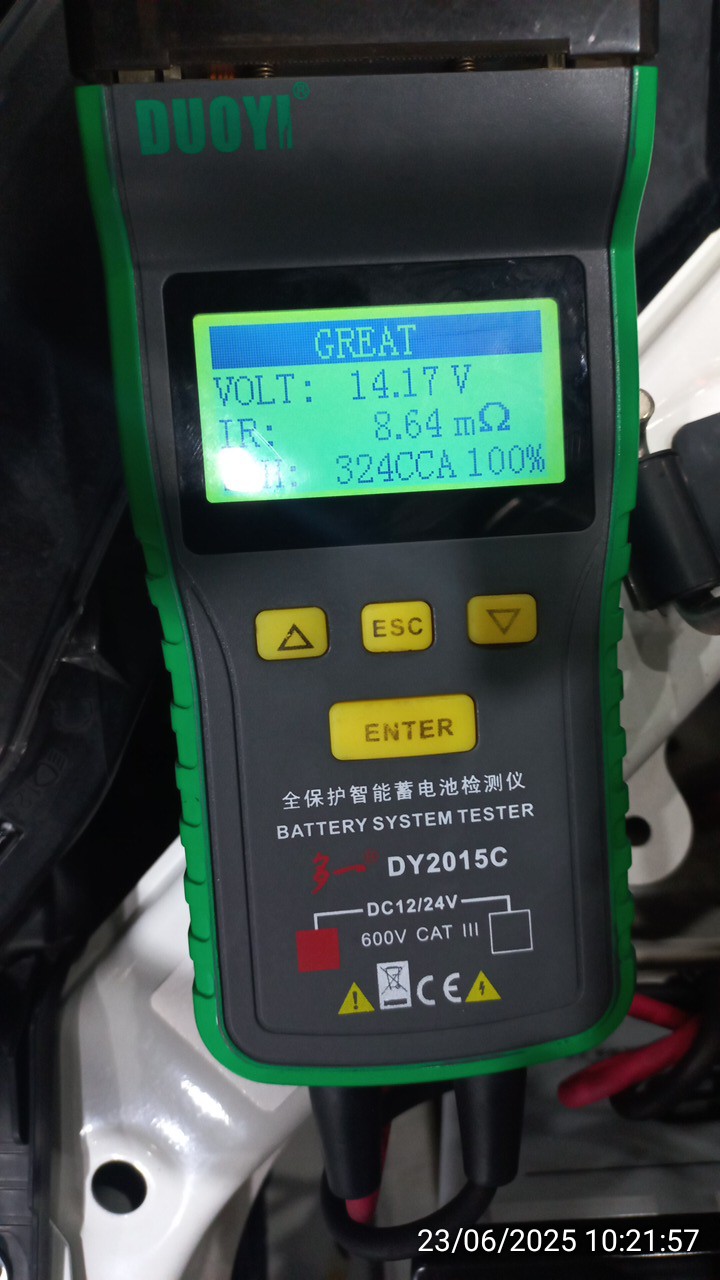 DUOYI®
GREAT
VOLT: 14.17 V
IR: 8.64 mΩ
324CCA 100%
ESC
ENTER
全保护智能蓄电池检测仪
BATTERY SYSTEM TESTER
多一® DY2015C
DC12/24V
600V CAT III
CE
23/06/2025 10:21:57